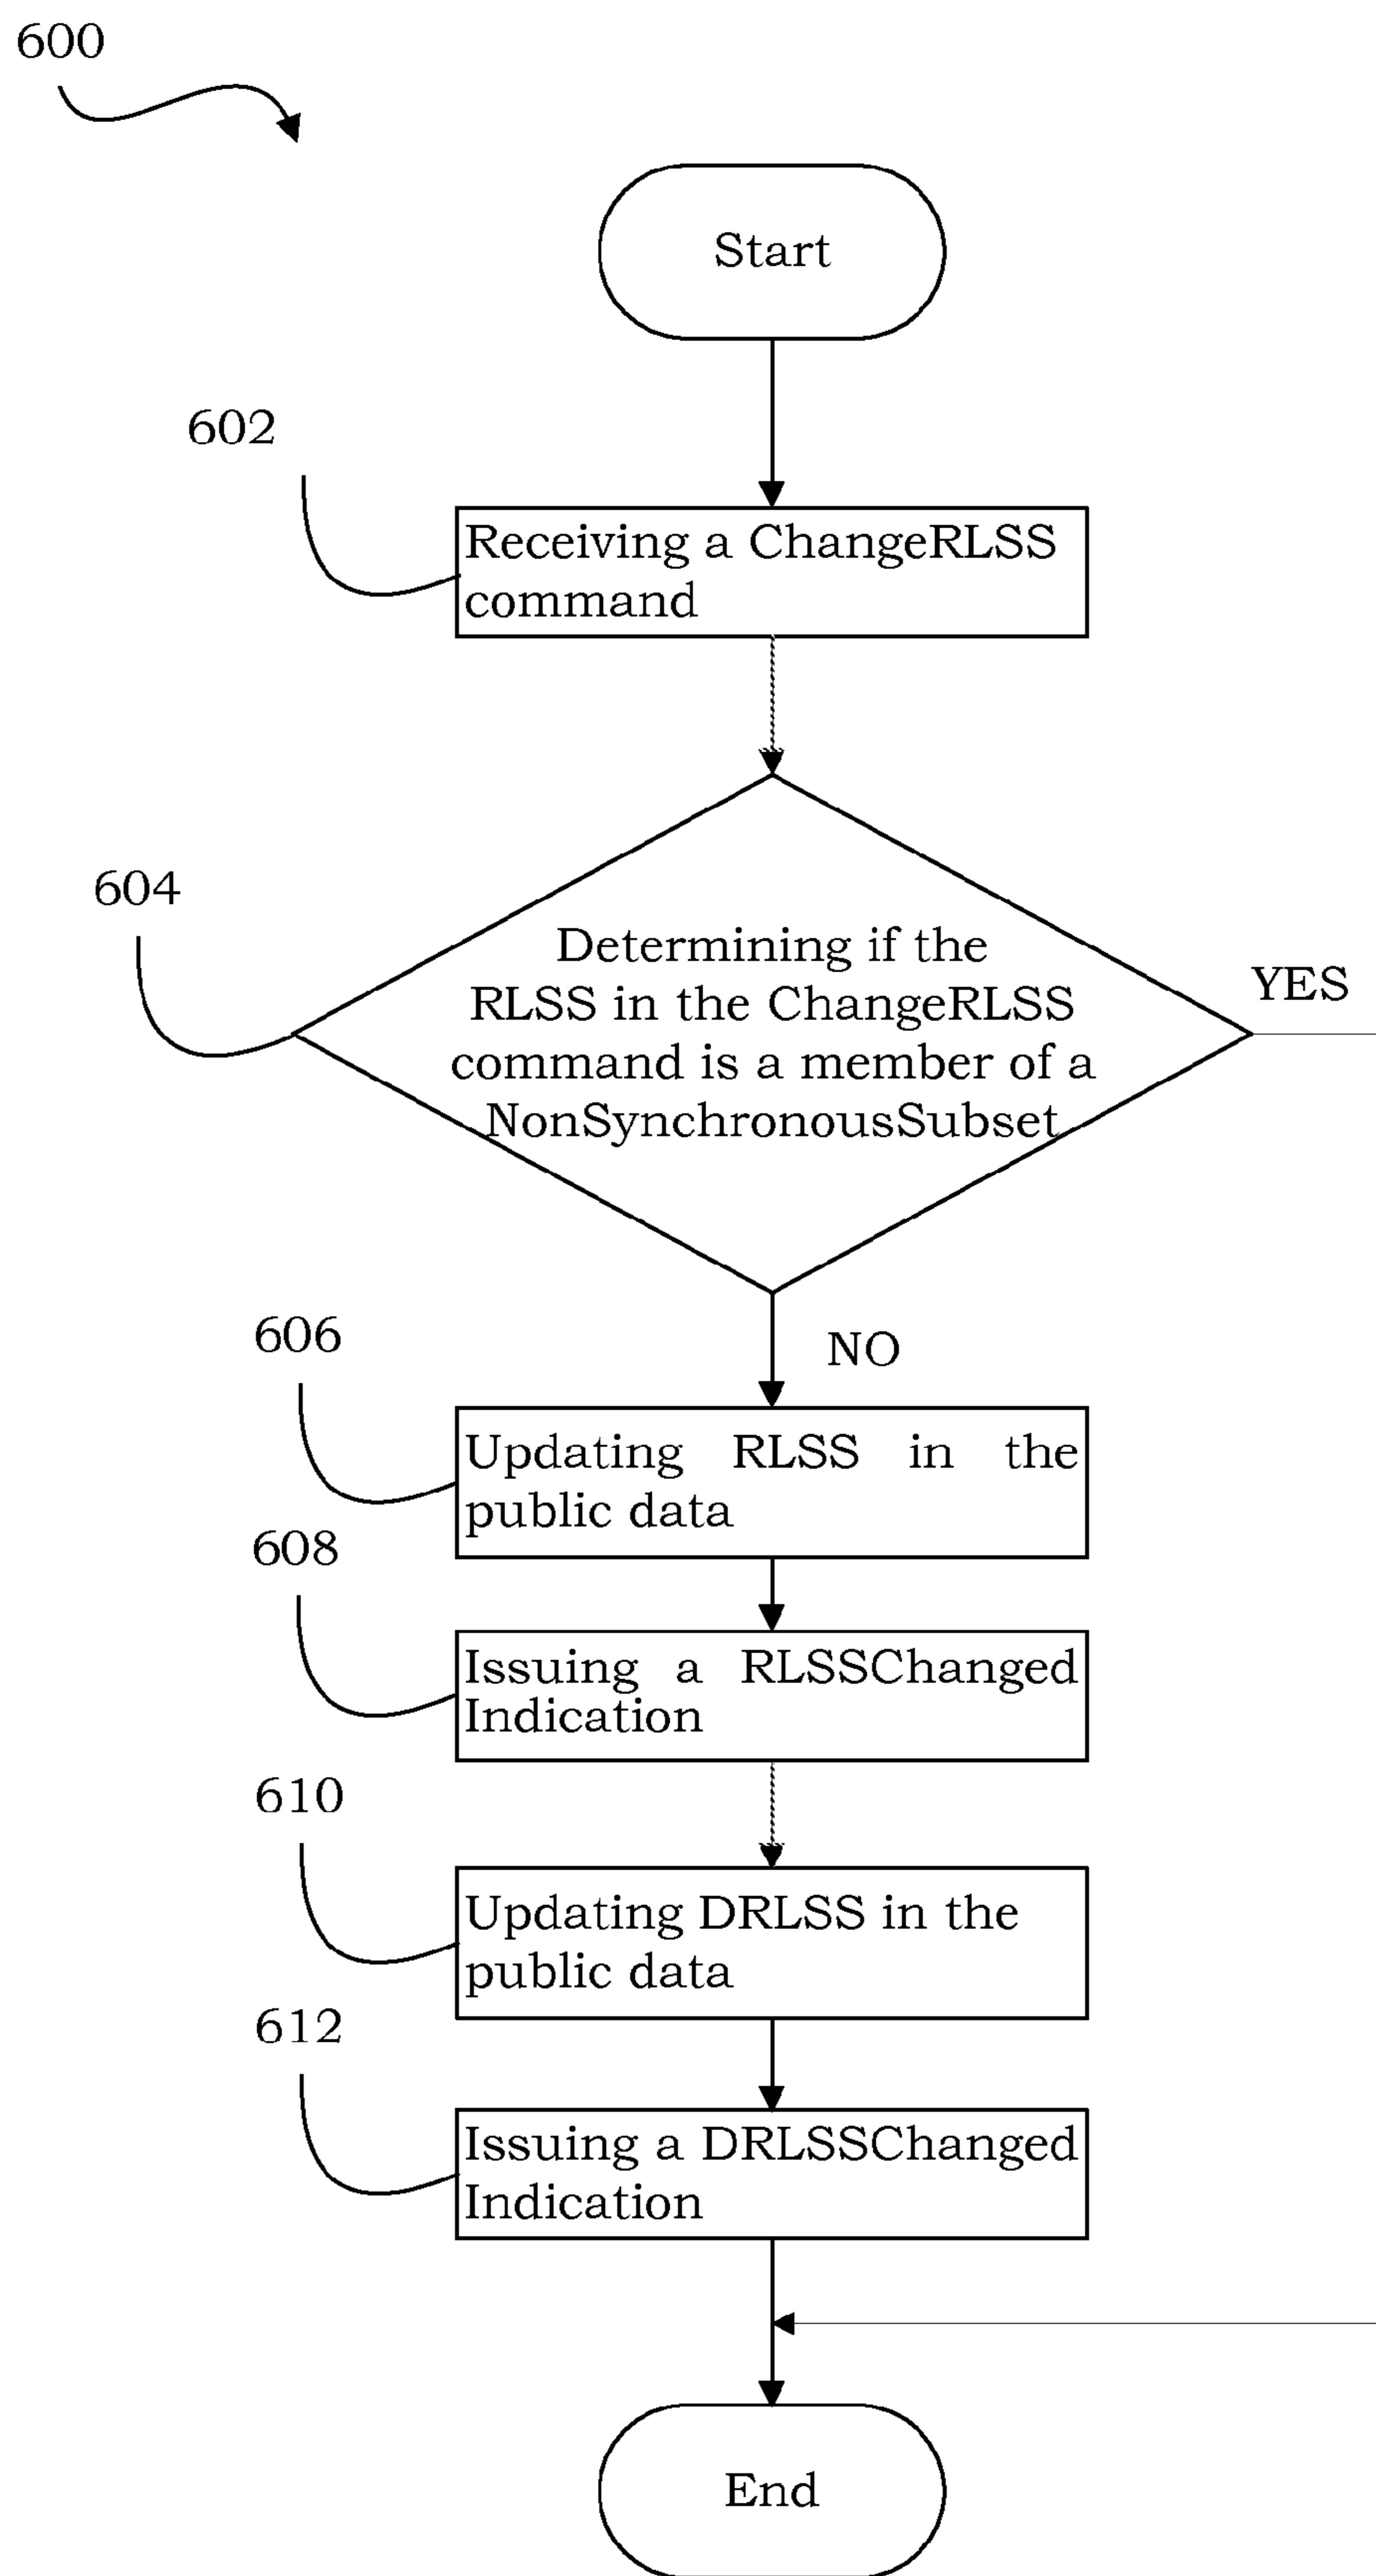 600
Start
602
Receiving a ChangeRLSS
command
604
Determining if the
RLSS in the ChangeRLSS
command is a member of a
NonSynchronousSubset
YES
NO
606
Updating RLSS in the
public data
608
Issuing a RLSSChanged
Indication
610
Updating DRLSS in the
public data
612
Issuing a DRLSSChanged
Indication
End